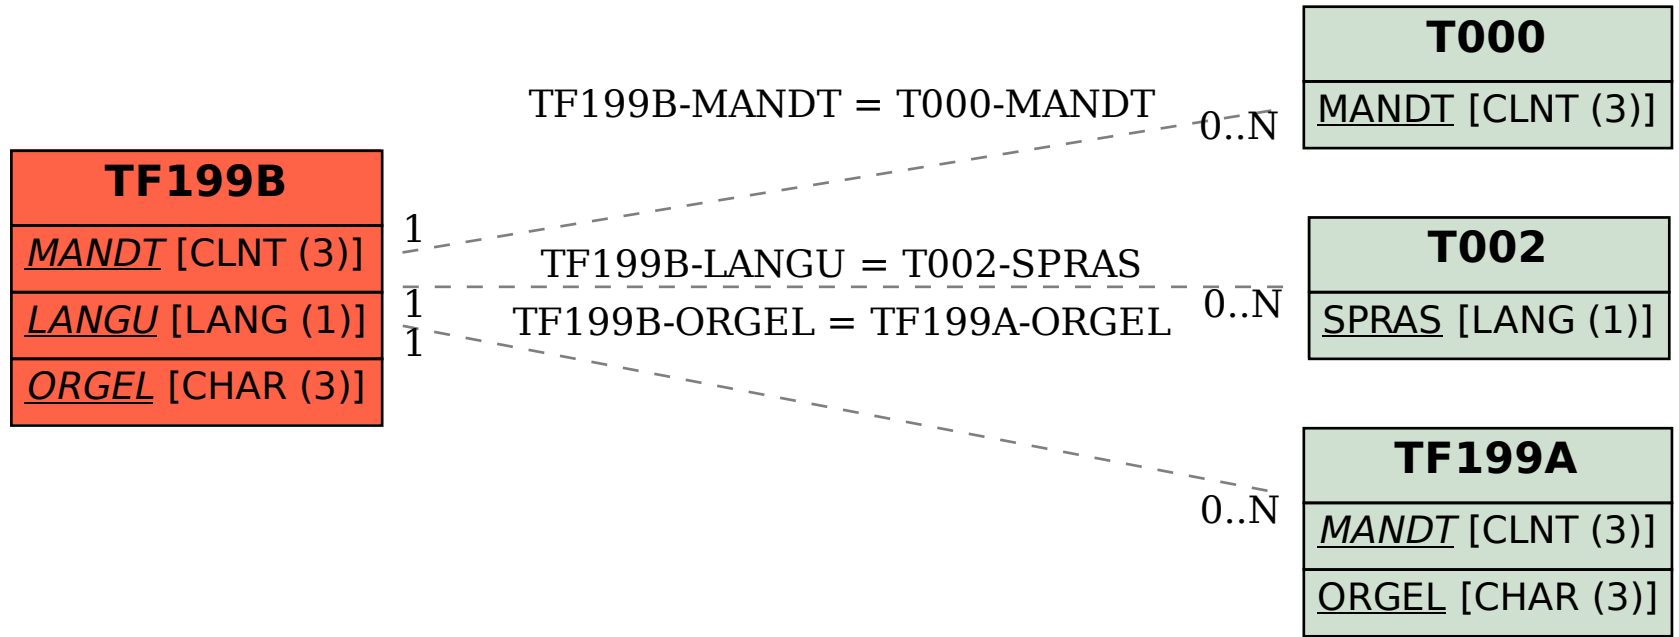 TF199B
MANDT [CLNT (3)]
LANGU [LANG (1)]
ORGEL [CHAR (3)]
TF199B-MANDT = T000-MANDT
1
0..N
TF199B-LANGU = T002-SPRAS
1
0..N
TF199B-ORGEL = TF199A-ORGEL
1
0..N
T000
MANDT [CLNT (3)]
T002
SPRAS [LANG (1)]
TF199A
MANDT [CLNT (3)]
ORGEL [CHAR (3)]